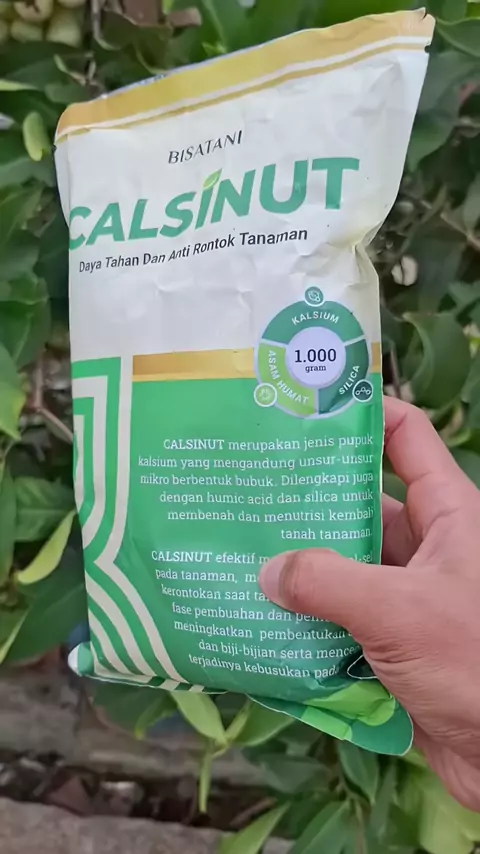 BISATANI
CALSINUT
Daya Tahan Dan Anti Rontok Tanaman
KALSIUM
ASAM HUMAT
SILICA
1.000
gram
CALSINUT merupakan jenis pupuk
kalsium yang mengandung unsur-unsur
mikro berbentuk bubuk. Dilengkapi juga
dengan humic acid dan silica untuk
membenah dan menutrisi kembali
tanah tanaman.
CALSINUT efektif
pada tanaman,
kerontokan saat
fase pembuahan dan
meningkatkan pembentukan
dan biji-bijian serta
terjadinya kebusukan